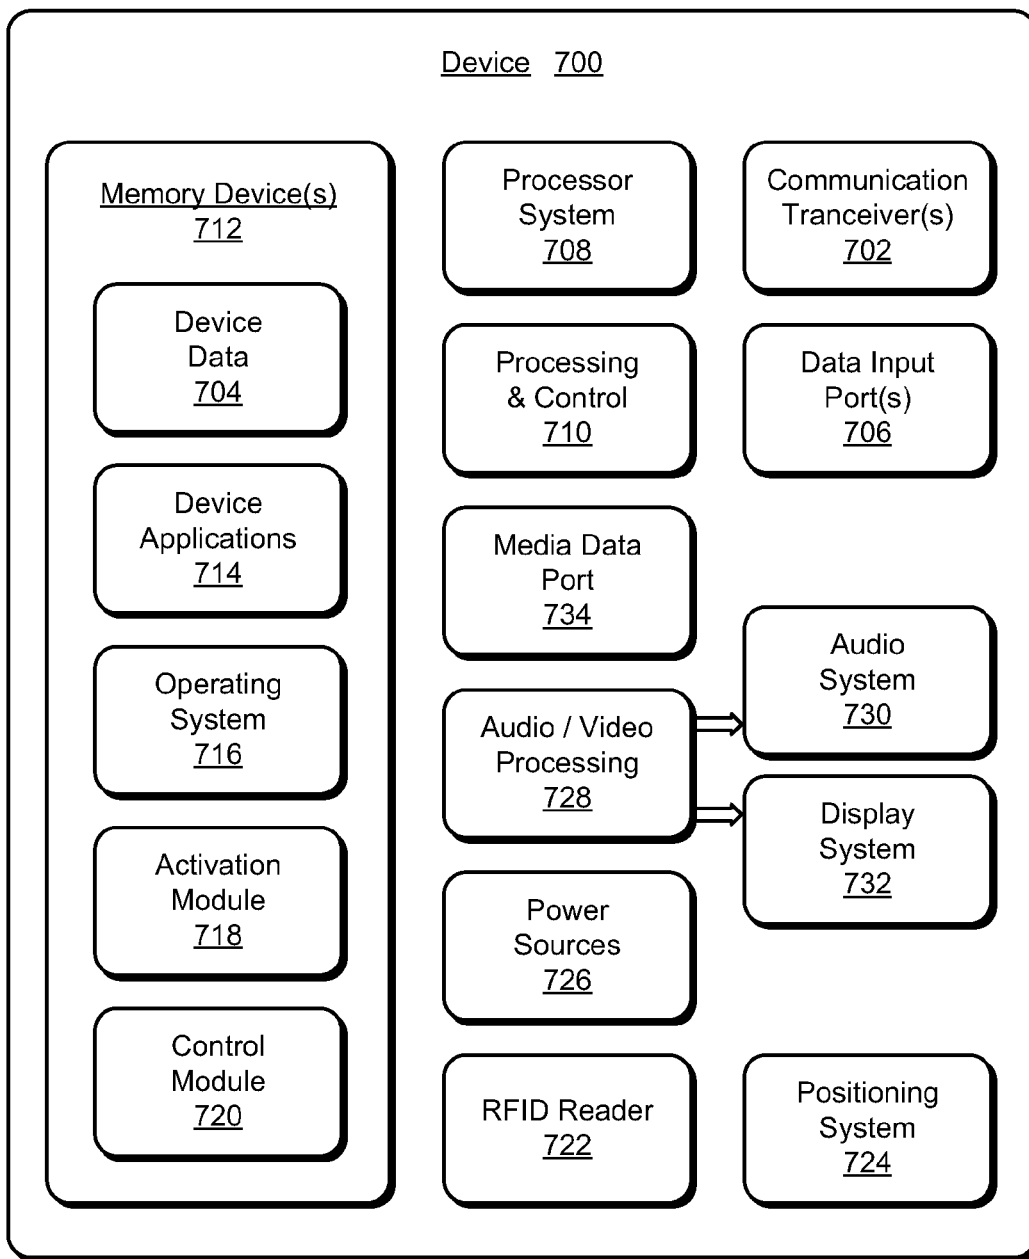 Device 700
Memory Device(s)
712
Device
Data
704
Device
Applications
714
Operating
System
716
Activation
Module
718
Control
Module
720
Processor
System
708
Communication
Tranceiver(s)
702
Processing
& Control
710
Data Input
Port(s)
706
Media Data
Port
734
Audio / Video
Processing
728
Audio
System
730
Display
System
732
Power
Sources
726
RFID Reader
722
Positioning
System
724